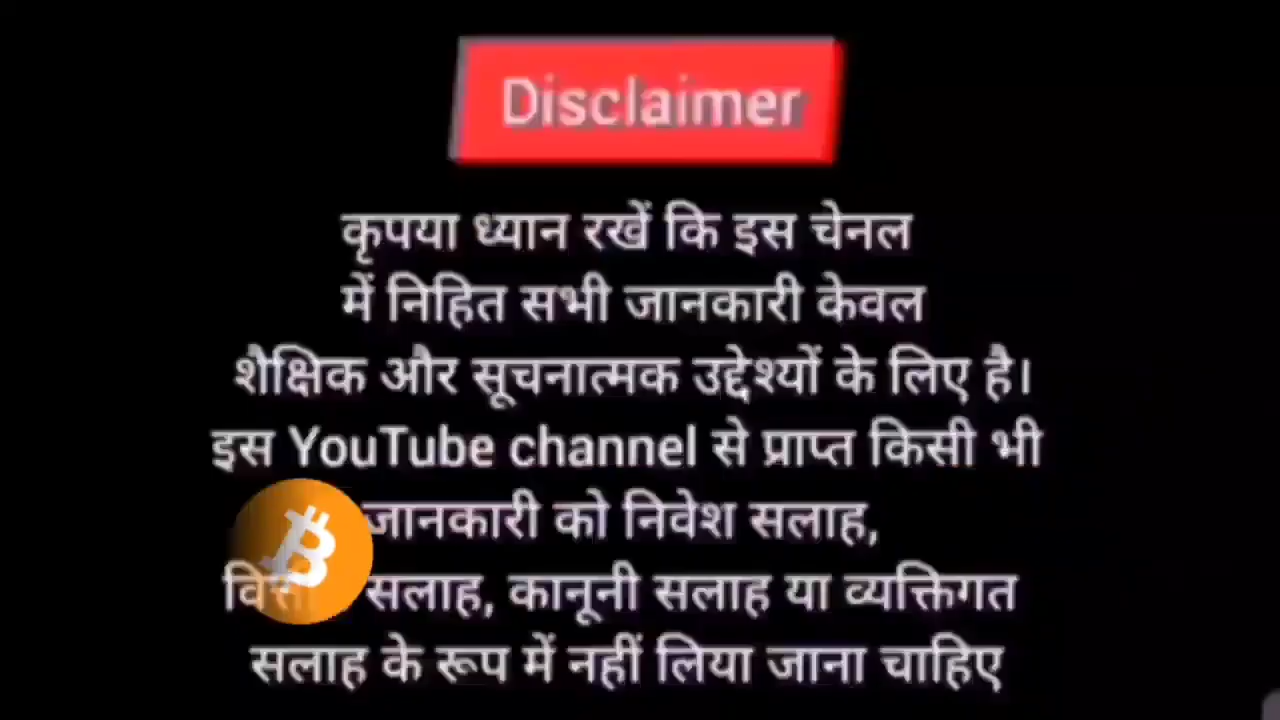 Disclaimer
कृपया ध्यान रखें कि इस चेनल
में निहित सभी जानकारी केवल
शैक्षिक और सूचनात्मक उद्देश्यों के लिए है।
इस YouTube channel से प्राप्त किसी भी
जानकारी को निवेश सलाह,
सलाह, कानूनी सलाह या व्यक्तिगत
सलाह के रूप में नहीं लिया जाना चाहिए